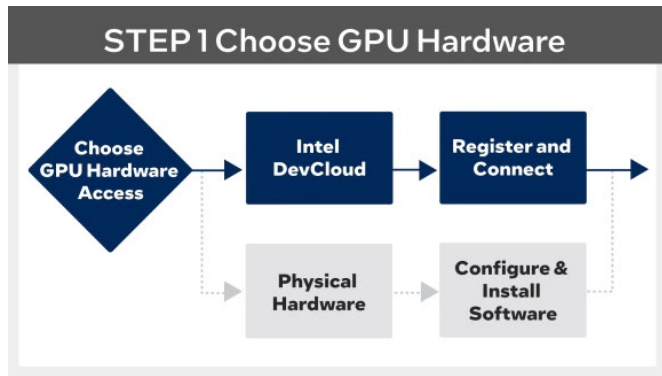 STEP 1 Choose GPU Hardware
Choose
GPU Hardware
Access
Intel
DevCloud
Register and
Connect
Physical
Hardware
Configure &
Install
Software